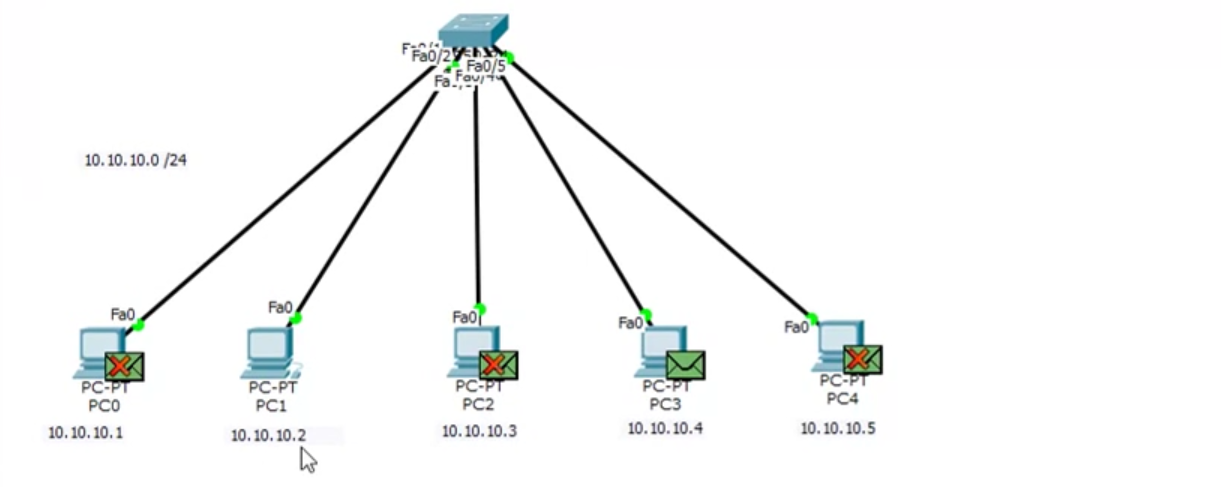 Fa0/2
Fa0/5
10.10.10.0 /24
Fa0
Fa0
Fa0
Fa0
Fa0
PC-PT
PC0
PC-PT
PC1
PC-PT
PC2
PC-PT
PC3
PC-PT
PC4
10.10.10.1
10.10.10.2
10.10.10.3
10.10.10.4
10.10.10.5